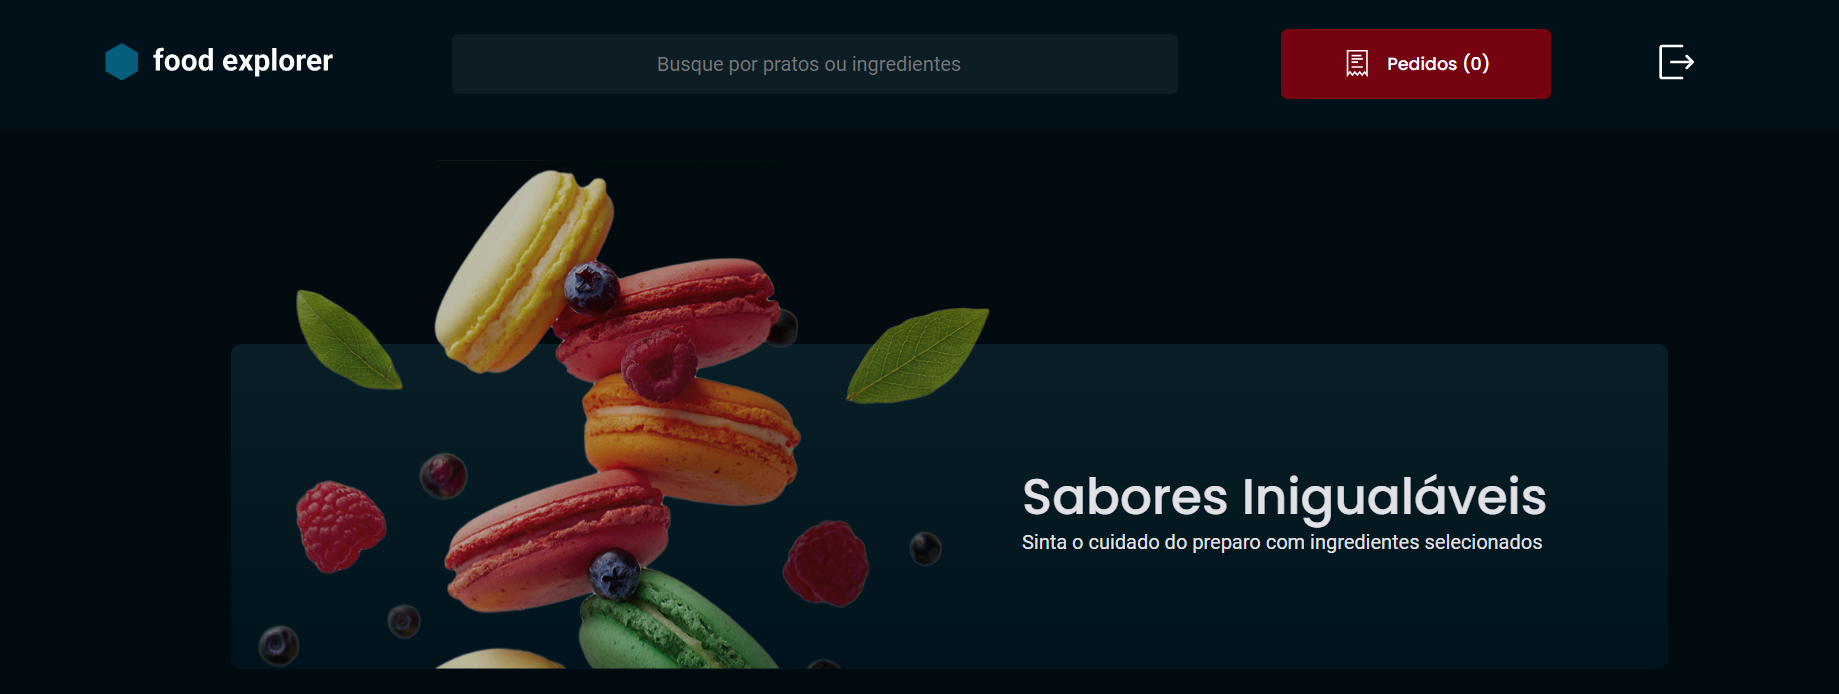 food explorer
Busque por pratos ou ingredientes
Pedidos (0)
Sabores Inigualáveis
Sinta o cuidado do preparo com ingredientes selecionados